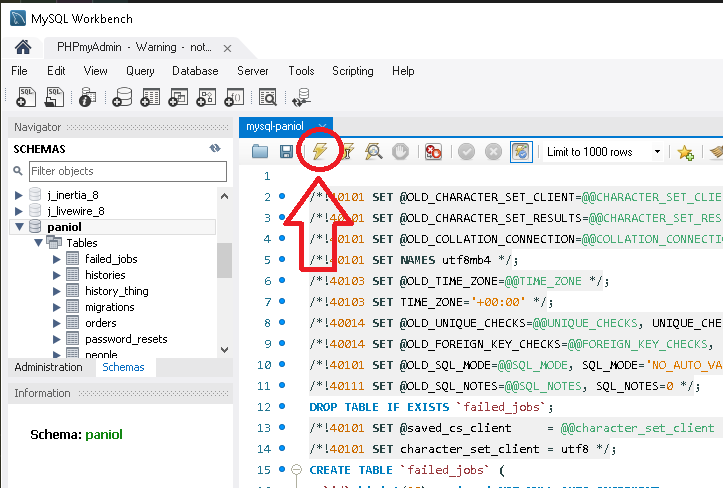 MySQL Workbench
PHPmyAdmin - Warning - not...
File Edit View Query Database Server Tools Scripting Help
Navigator
SCHEMAS
Filter objects
j_inertia_8
j_livewire_8
paniol
Tables
failed_jobs
histories
history_thing
migrations
orders
password_resets
people
Administration Schemas
Information
Schema: paniol
mysql-paniol
Limit to 1000 rows
1
2 /*!40101 SET @OLD_CHARACTER_SET_CLIENT=@@CHARACTER_SET_CLIE
3 /*!40101 SET @OLD_CHARACTER_SET_RESULTS=@@CHARACTER_SET_RES
4 /*!40101 SET @OLD_COLLATION_CONNECTION=@@COLLATION_CONNECTIO
5 /*!40101 SET NAMES utf8mb4 */;
6 /*!40103 SET @OLD_TIME_ZONE=@@TIME_ZONE */;
7 /*!40103 SET TIME_ZONE='+00:00' */;
8 /*!40014 SET @OLD_UNIQUE_CHECKS=@@UNIQUE_CHECKS, UNIQUE_CHE
9 /*!40014 SET @OLD_FOREIGN_KEY_CHECKS=@@FOREIGN_KEY_CHECKS,
10 /*!40101 SET @OLD_SQL_MODE=@@SQL_MODE, SQL_MODE='NO_AUTO_VA
11 /*!40111 SET @OLD_SQL_NOTES=@@SQL_NOTES, SQL_NOTES=0 */;
12 DROP TABLE IF EXISTS `failed_jobs`;
13 /*!40101 SET @saved_cs_client = @@character_set_client
14 /*!40101 SET character_set_client = utf8 */;
15 CREATE TABLE `failed_jobs` (